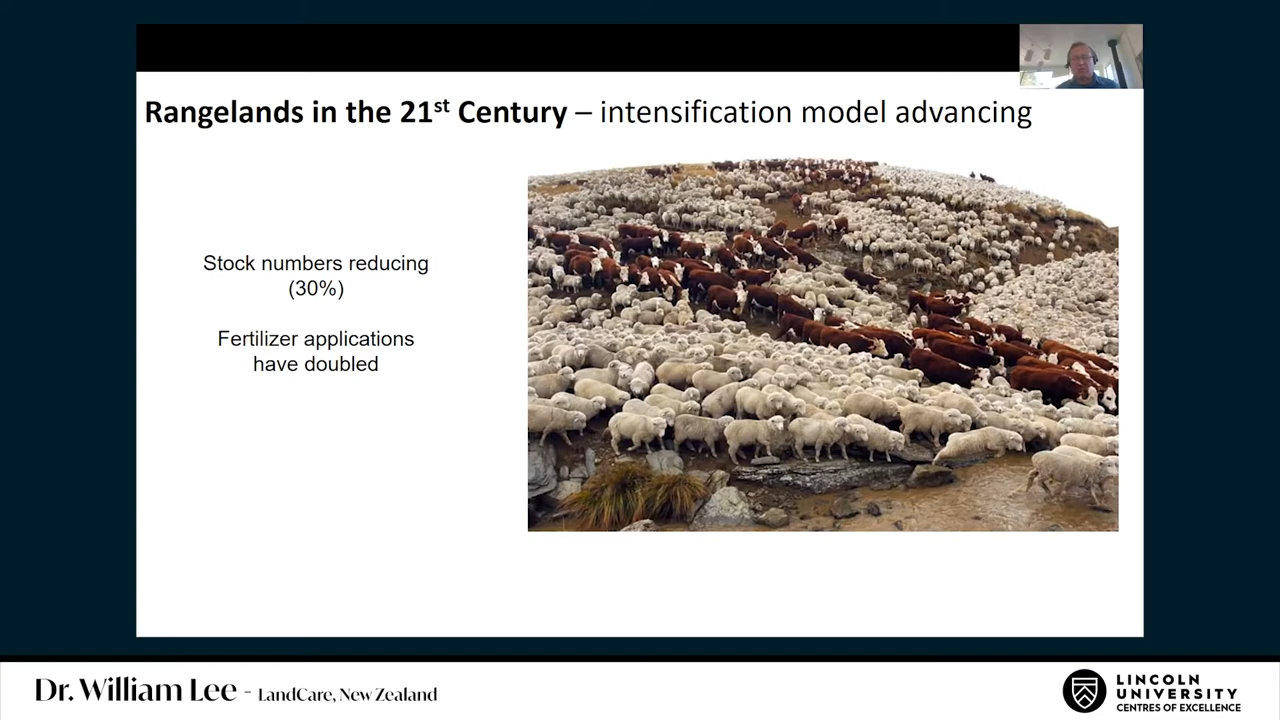 Rangelands in the 21st Century – intensification model advancing
Stock numbers reducing
(30%)
Fertilizer applications
have doubled
Dr. William Lee - LandCare, New Zealand
LINCOLN
UNIVERSITY
CENTRES OF EXCELLENCE